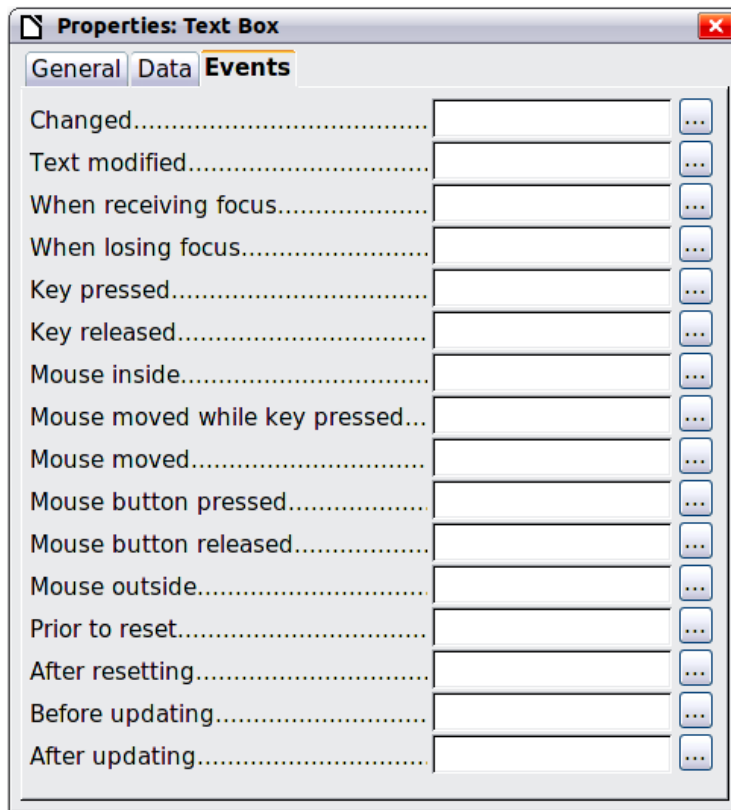 Properties: Text Box
General Data Events
Changed....................................... ...
Text modified................................ ...
When receiving focus.................... ...
When losing focus......................... ...
Key pressed.................................. ...
Key released................................. ...
Mouse inside................................. ...
Mouse moved while key pressed... ...
Mouse moved............................... ...
Mouse button pressed............... ...
Mouse button released.................. ...
Mouse outside............................... ...
Prior to reset................................. ...
After resetting............................... ...
Before updating............................ ...
After updating............................... ...